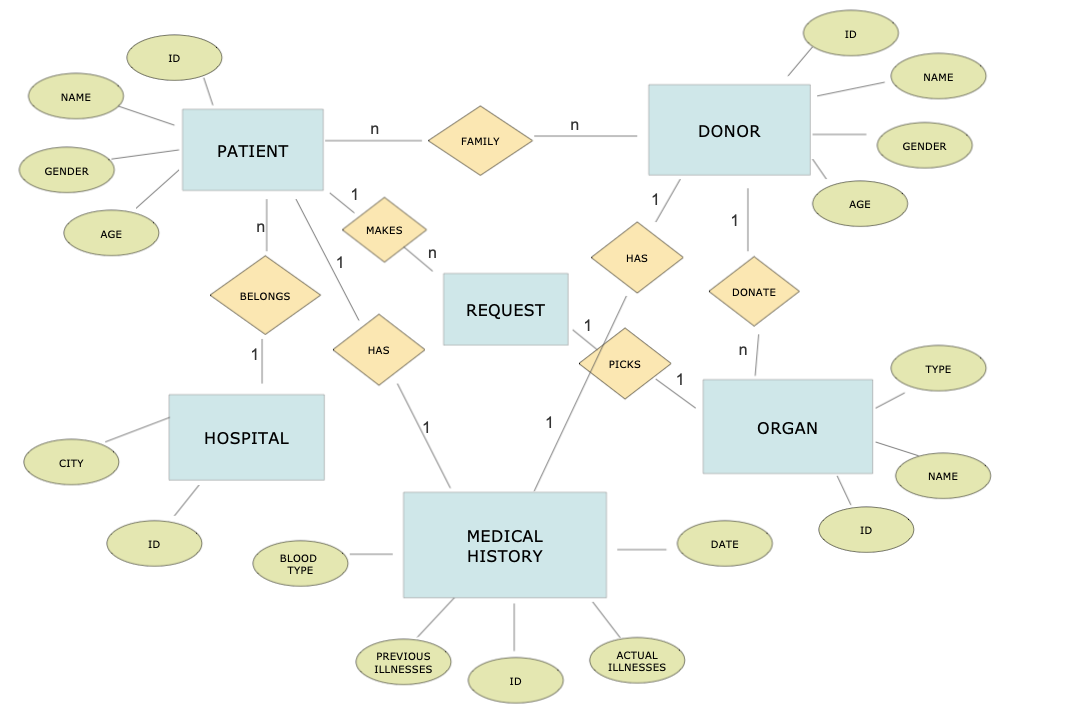 ID
ID
NAME
NAME
PATIENT
n
FAMILY
n
DONOR
GENDER
GENDER
AGE
AGE
1
MAKES
n
1
HAS
1
n
1
BELONGS
DONATE
REQUEST
HAS
1
PICKS
1
n
1
TYPE
HOSPITAL
1
1
ORGAN
CITY
NAME
ID
ID
MEDICAL
HISTORY
DATE
BLOOD
TYPE
PREVIOUS
ILLNESSES
ID
ACTUAL
ILLNESSES